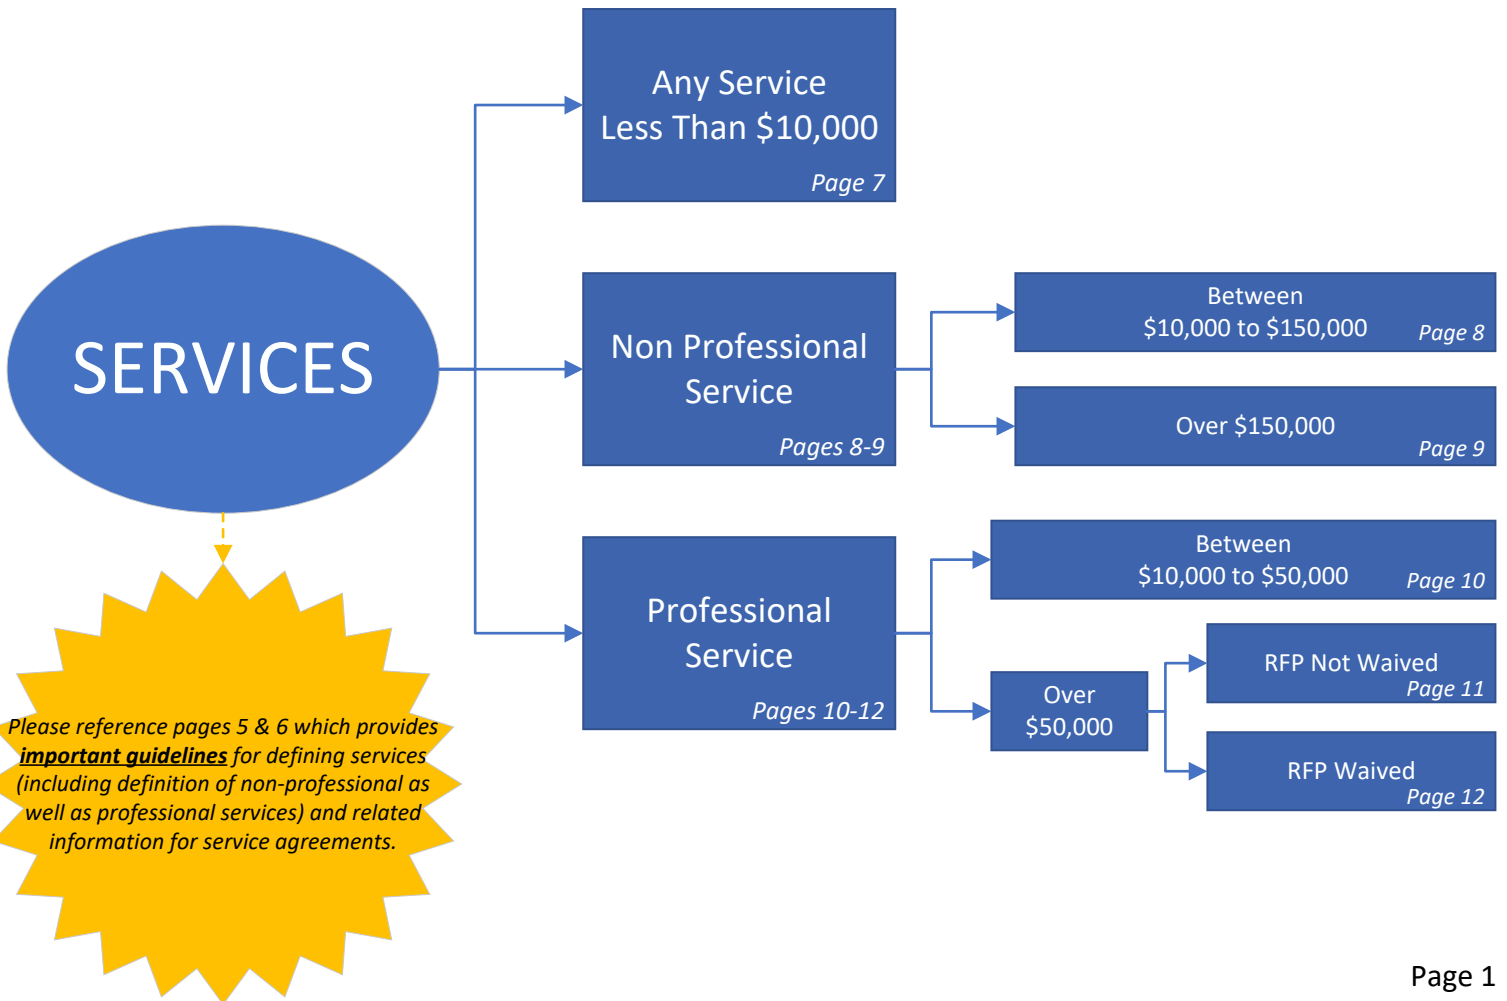 Any Service
Less Than $10,000
Page 7
SERVICES
Non Professional
Service
Pages 8-9
Between
$10,000 to $150,000
Page 8
Over $150,000
Page 9
Professional
Service
Pages 10-12
Between
$10,000 to $50,000
Page 10
Over
$50,000
RFP Not Waived
Page 11
RFP Waived
Page 12
Please reference pages 5 & 6 which provides
important guidelines for defining services
(including definition of non-professional as
well as professional services) and related
information for service agreements.
Page 1